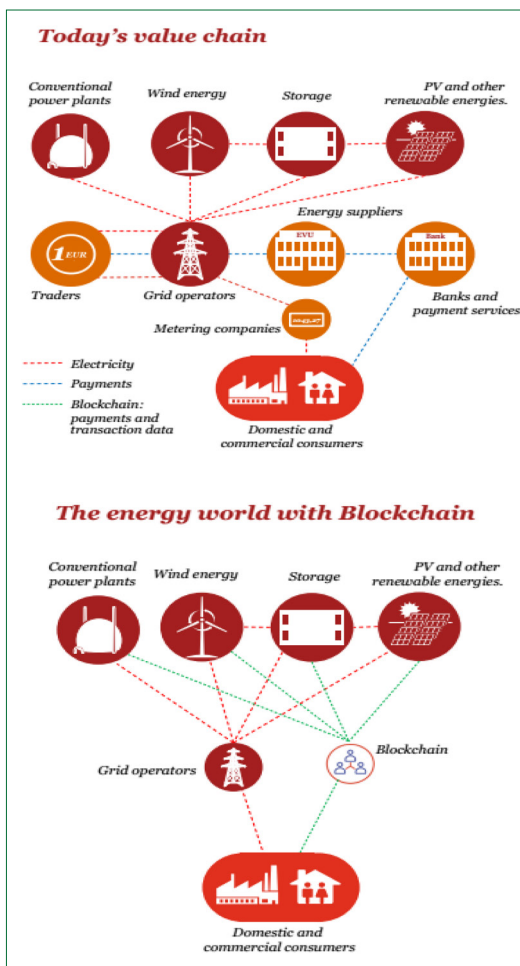 Today's value chain
Conventional
power plants
Wind energy
Storage
PV and other
renewable energies.
Energy suppliers
1 EUR
EVU
Bank
Traders
Grid operators
Banks and
payment services
Metering companies
Electricity
Payments
Blockchain:
payments and
transaction data
Domestic and
commercial consumers
The energy world with Blockchain
Conventional
power plants
Wind energy
Storage
PV and other
renewable energies.
Grid operators
Blockchain
Domestic and
commercial consumers